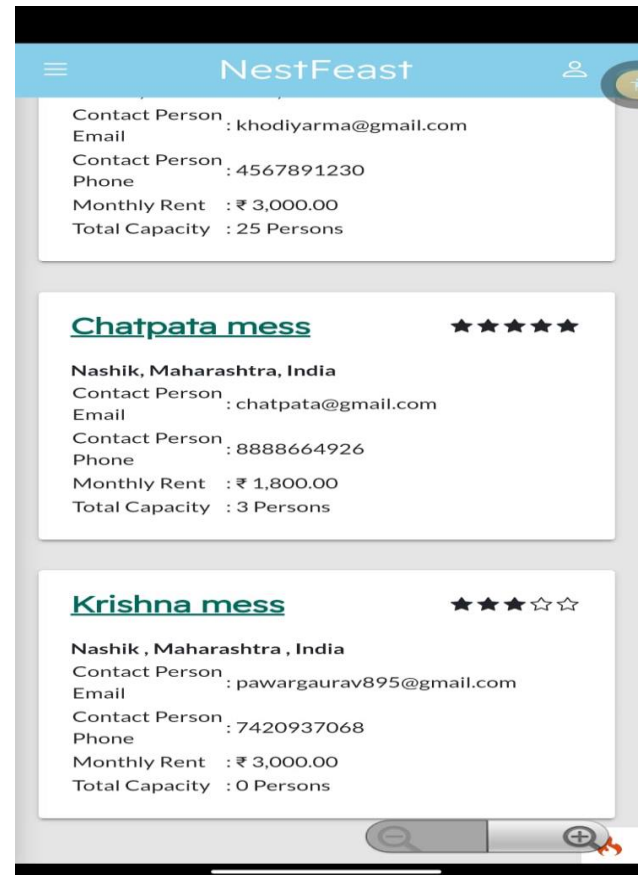 NestFeast
Contact Person
Email : khodiyarma@gmail.com
Contact Person
Phone : 4567891230
Monthly Rent : ₹ 3,000.00
Total Capacity : 25 Persons
Chatpata mess
Nashik, Maharashtra, India
Contact Person
Email : chatpata@gmail.com
Contact Person
Phone : 8888664926
Monthly Rent : ₹ 1,800.00
Total Capacity : 3 Persons
Krishna mess
Nashik , Maharashtra , India
Contact Person
Email : pawargaurav895@gmail.com
Contact Person
Phone : 7420937068
Monthly Rent : ₹ 3,000.00
Total Capacity : 0 Persons